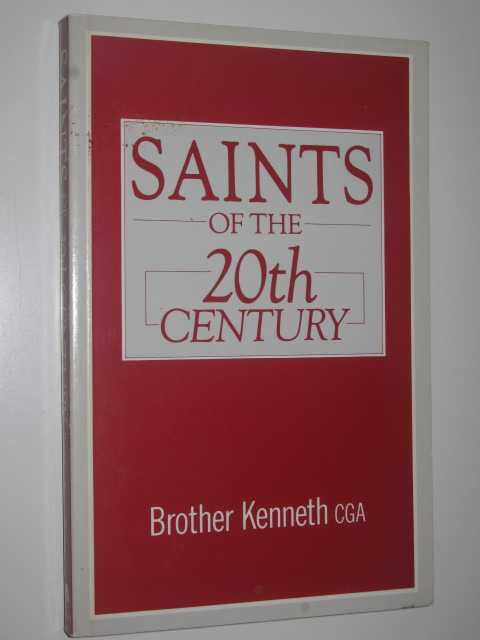 SAINTS
OF THE
20th
CENTURY
Brother Kenneth CGA